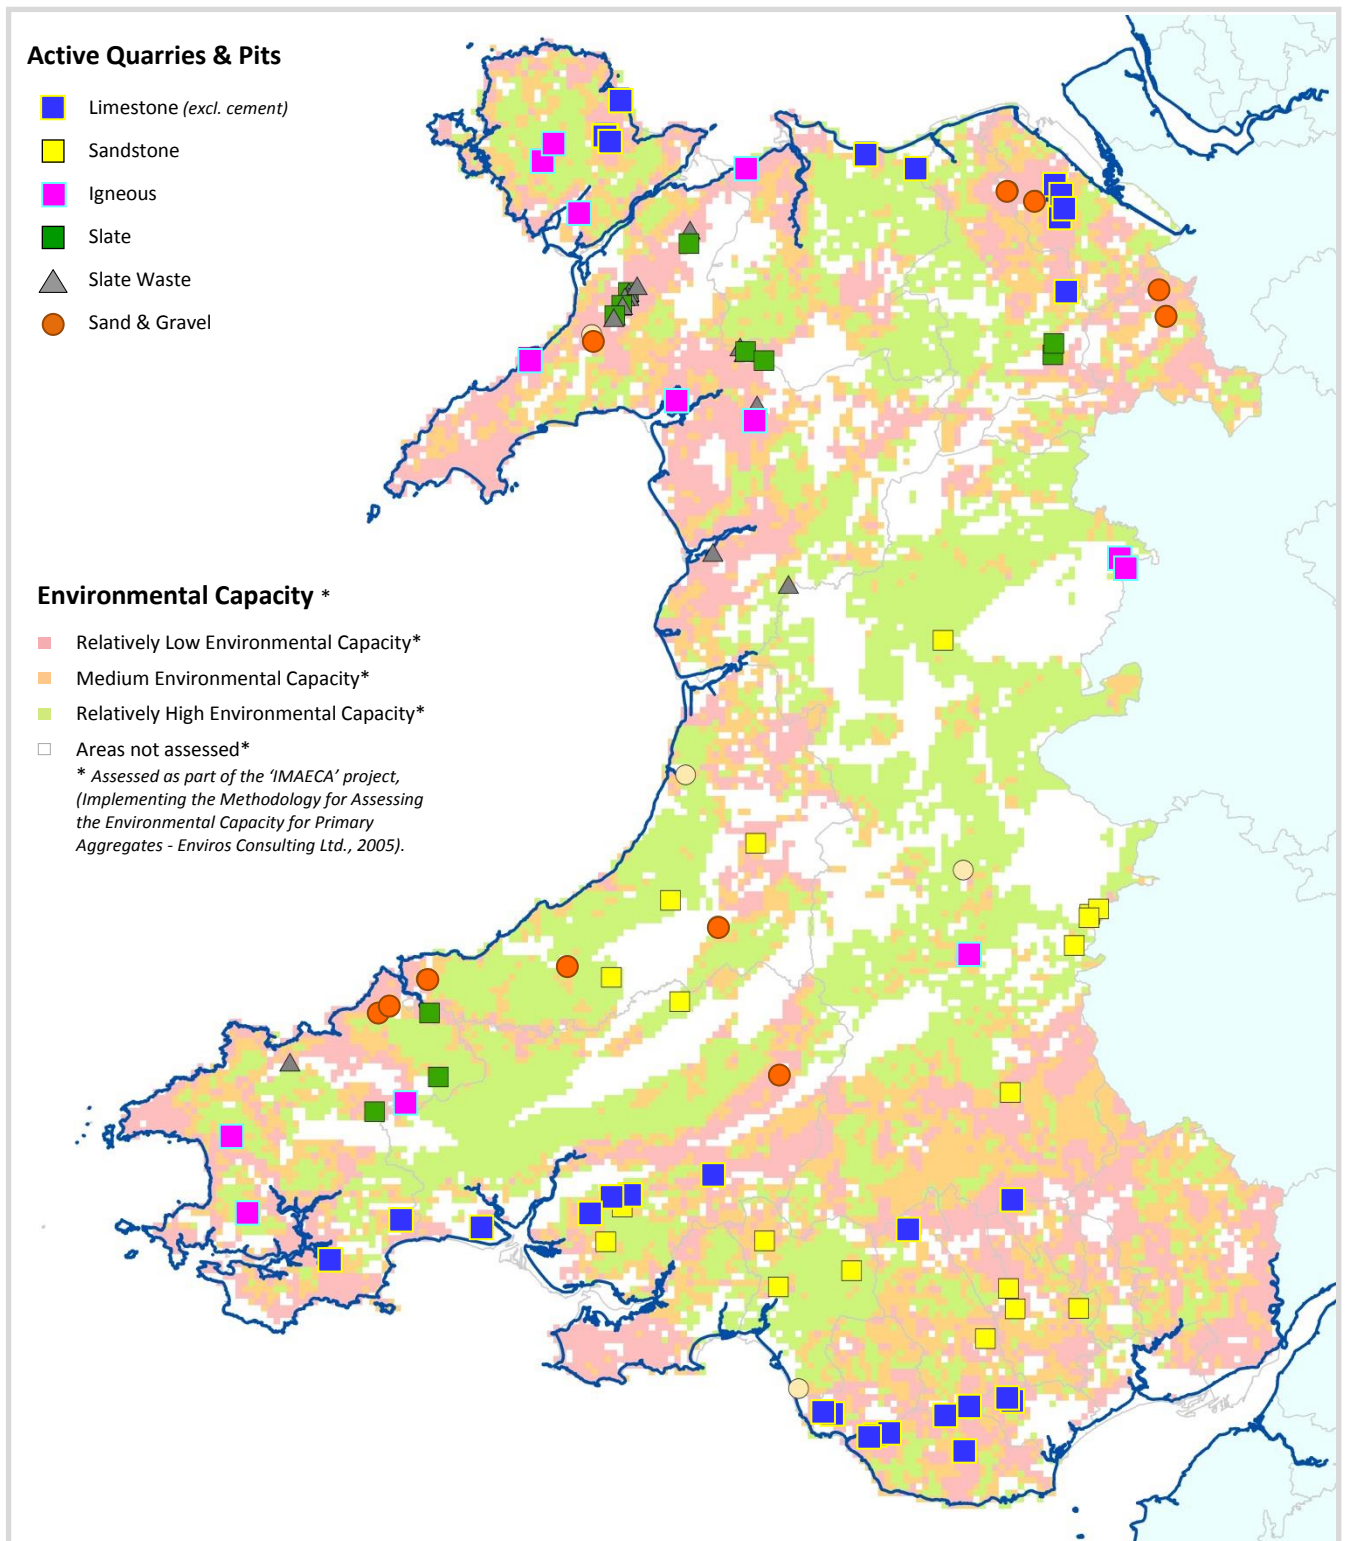 Active Quarries & Pits
Limestone (excl. cement)
Sandstone
Igneous
Slate
Slate Waste
Sand & Gravel
Environmental Capacity *
Relatively Low Environmental Capacity*
Medium Environmental Capacity*
Relatively High Environmental Capacity*
Areas not assessed*
* Assessed as part of the ‘IMAECA’ project,
(Implementing the Methodology for Assessing
the Environmental Capacity for Primary
Aggregates - Enviros Consulting Ltd., 2005).